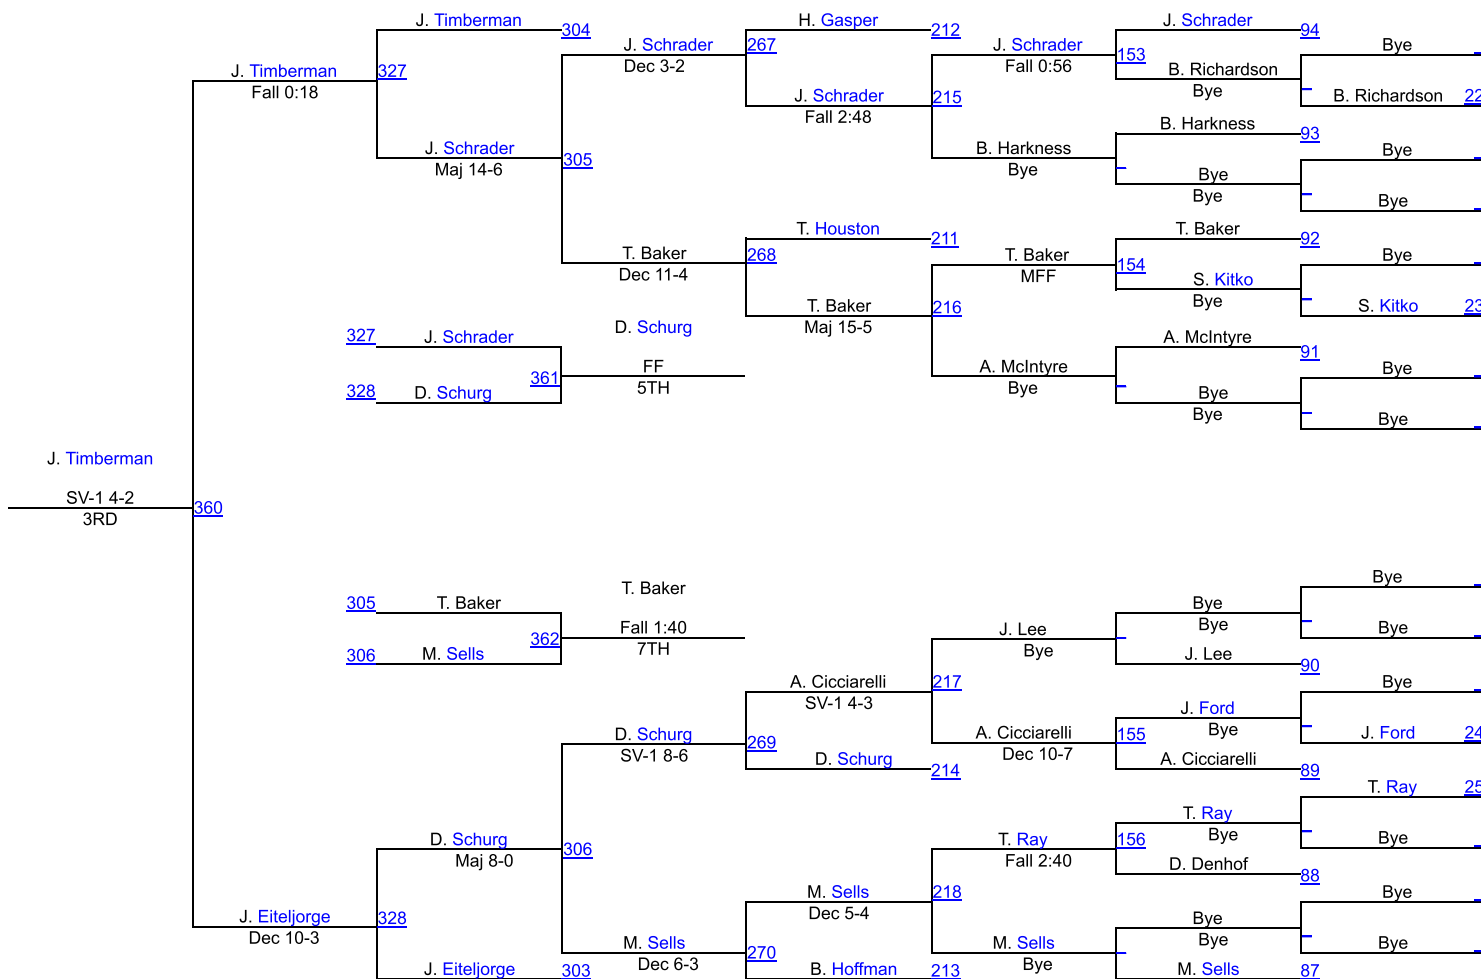 J. Timberman
304
327
J. Timberman
Fall 0:18
J. Schrader
Maj 14-6
305
J. Schrader
Dec 3-2
267
H. Gasper
212
J. Schrader
Fall 2:48
215
J. Schrader
Fall 0:56
153
J. Schrader
94
B. Richardson
Bye
Bye
B. Richardson
22
B. Harkness
Bye
B. Harkness
93
Bye
Bye
Bye
Bye
T. Baker
Dec 11-4
268
T. Houston
211
T. Baker
Maj 15-5
216
T. Baker
MFF
154
T. Baker
92
S. Kitko
Bye
Bye
S. Kitko
23
A. McIntyre
Bye
A. McIntyre
91
Bye
Bye
Bye
Bye
327
J. Schrader
328
D. Schurg
361
D. Schurg
FF
5TH
J. Timberman
SV-1 4-2
3RD
360
305
T. Baker
306
M. Sells
362
T. Baker
Fall 1:40
7TH
J. Lee
Bye
Bye
Bye
Bye
Bye
J. Lee
90
A. Cicciarelli
SV-1 4-3
217
D. Schurg
SV-1 8-6
269
D. Schurg
214
A. Cicciarelli
Dec 10-7
155
J. Ford
Bye
Bye
J. Ford
24
A. Cicciarelli
89
D. Schurg
Maj 8-0
306
T. Ray
Fall 2:40
156
T. Ray
Bye
T. Ray
25
Bye
D. Denhof
88
M. Sells
Dec 5-4
218
J. Eiteljorge
Dec 10-3
328
M. Sells
Dec 6-3
270
M. Sells
Bye
Bye
Bye
Bye
Bye
J. Eiteljorge
303
B. Hoffman
213
M. Sells
87